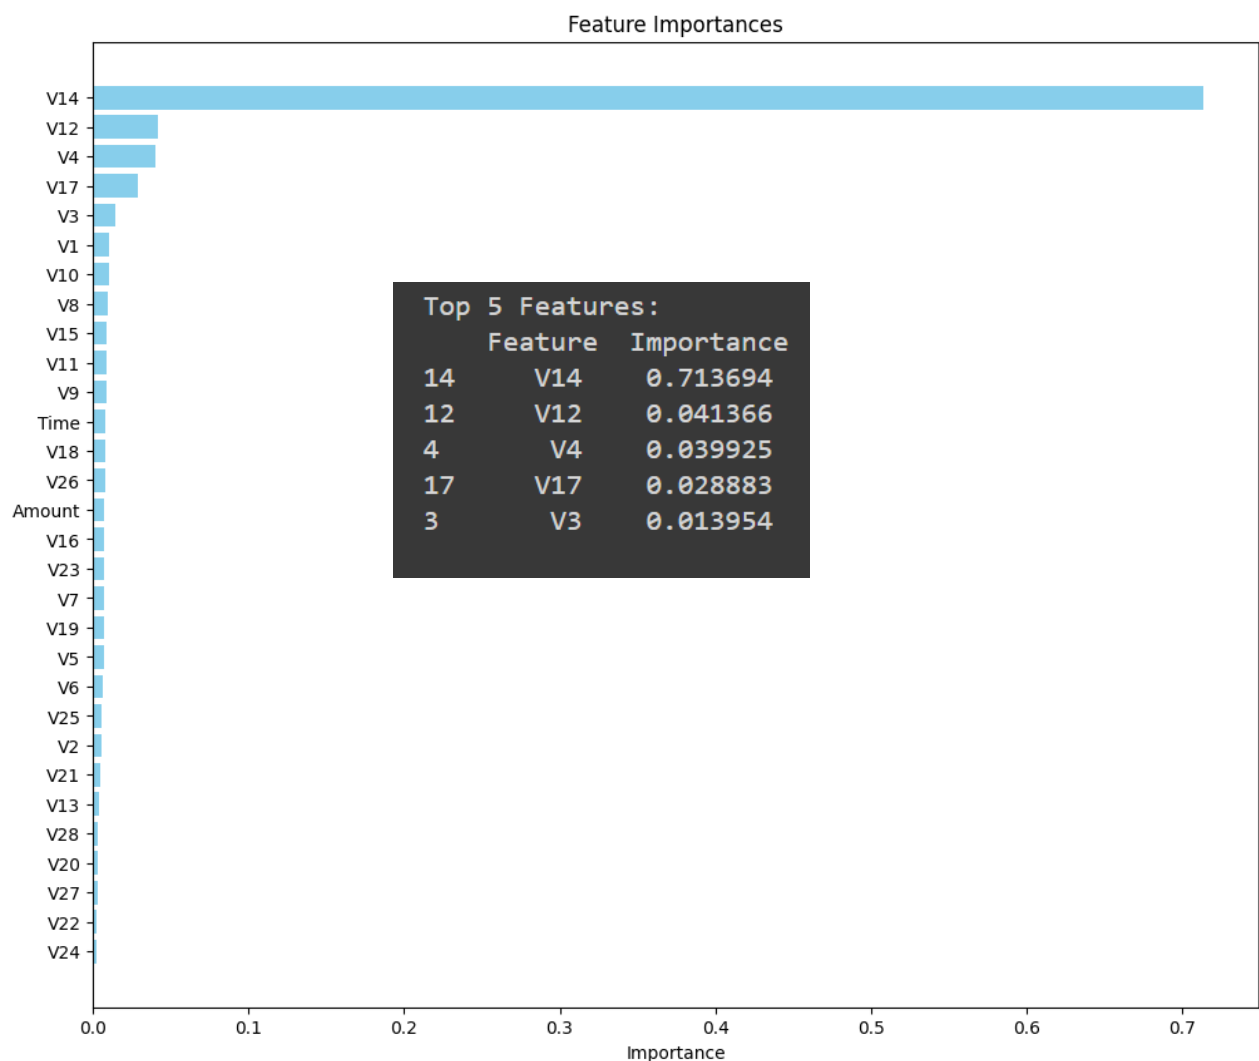 Feature Importances
V14
V12
V4
V17
V3
V1
V10
V8
V15
V11
V9
Time
V18
V26
Amount
V16
V23
V7
V19
V5
V6
V25
V2
V21
V13
V28
V20
V27
V22
V24
Top 5 Features:
Feature Importance
14 V14 0.713694
12 V12 0.041366
4 V4 0.039925
17 V17 0.028883
3 V3 0.013954
0.0 0.1 0.2 0.3 0.4 0.5 0.6 0.7
Importance